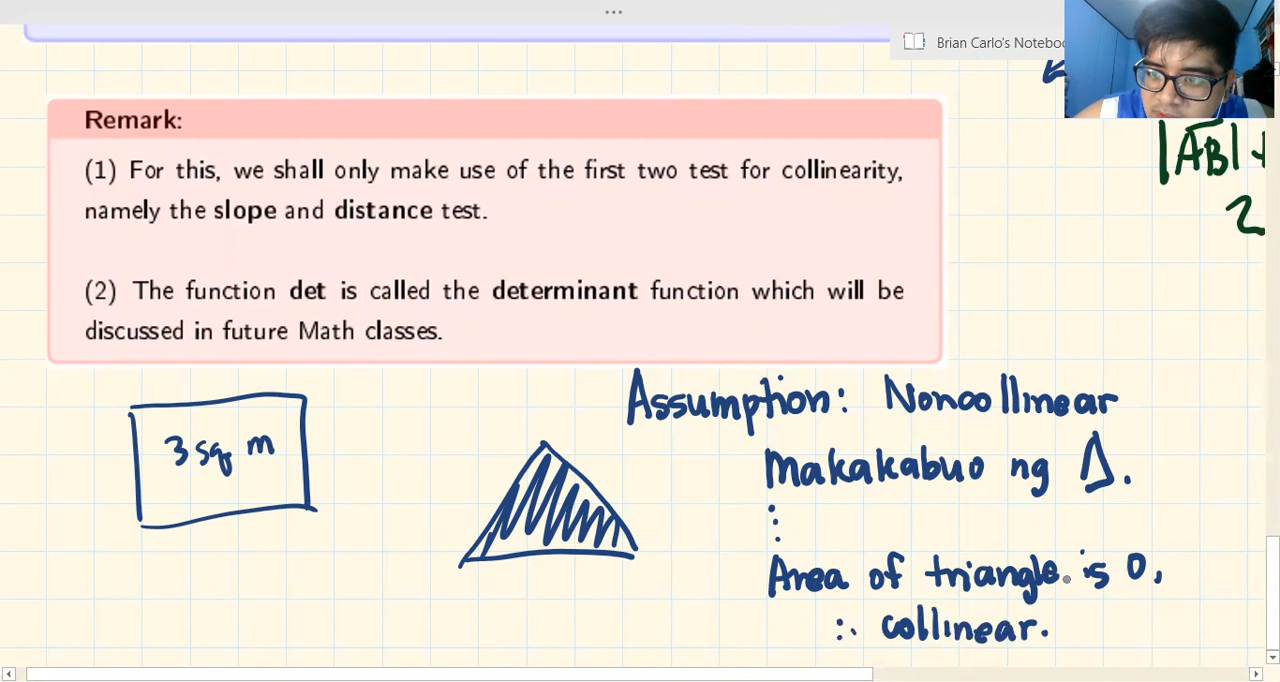 ...
Brian Carlo's Noteboo
Remark:
(1) For this, we shall only make use of the first two test for collinearity,
namely the slope and distance test.
(2) The function det is called the determinant function which will be
discussed in future Math classes.
|AB| +
2
3 sq m
Assumption: Noncollinear
Makakabuo ng Δ.
:
Area of triangle is 0,
∴ collinear.